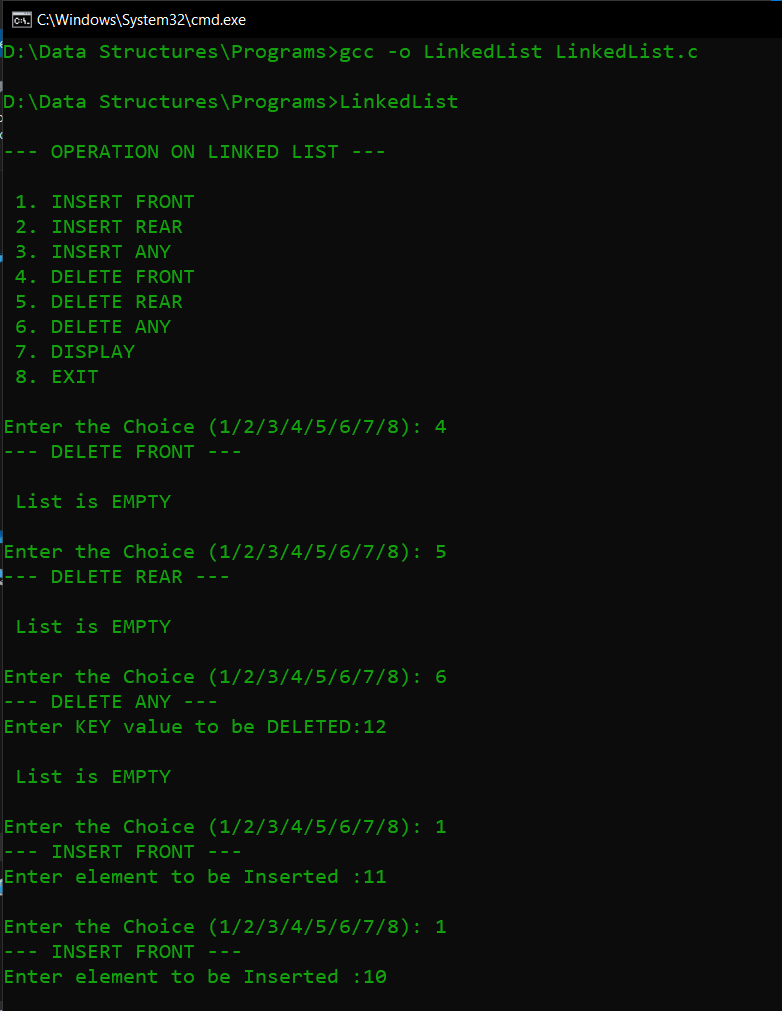 C:\Windows\System32\cmd.exe
D:\Data Structures\Programs>gcc -o LinkedList LinkedList.c
D:\Data Structures\Programs>LinkedList
--- OPERATION ON LINKED LIST ---
1. INSERT FRONT
2. INSERT REAR
3. INSERT ANY
4. DELETE FRONT
5. DELETE REAR
6. DELETE ANY
7. DISPLAY
8. EXIT
Enter the Choice (1/2/3/4/5/6/7/8): 4
--- DELETE FRONT ---
List is EMPTY
Enter the Choice (1/2/3/4/5/6/7/8): 5
--- DELETE REAR ---
List is EMPTY
Enter the Choice (1/2/3/4/5/6/7/8): 6
--- DELETE ANY ---
Enter KEY value to be DELETED:12
List is EMPTY
Enter the Choice (1/2/3/4/5/6/7/8): 1
--- INSERT FRONT ---
Enter element to be Inserted :11
Enter the Choice (1/2/3/4/5/6/7/8): 1
--- INSERT FRONT ---
Enter element to be Inserted :10